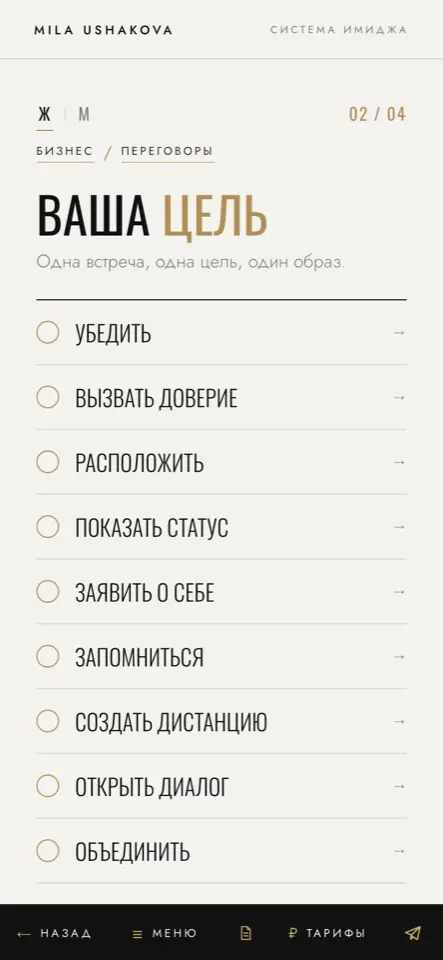 MILA USHAKOVA
СИСТЕМА ИМИДЖА
Ж | М
02 / 04
БИЗНЕС / ПЕРЕГОВОРЫ
ВАША ЦЕЛЬ
Одна встреча, одна цель, один образ.
УБЕДИТЬ →
ВЫЗВАТЬ ДОВЕРИЕ →
РАСПОЛОЖИТЬ →
ПОКАЗАТЬ СТАТУС →
ЗАЯВИТЬ О СЕБЕ →
ЗАПОМНИТЬСЯ →
СОЗДАТЬ ДИСТАНЦИЮ →
ОТКРЫТЬ ДИАЛОГ →
ОБЪЕДИНИТЬ →
← НАЗАД ≡ МЕНЮ ₽ ТАРИФЫ